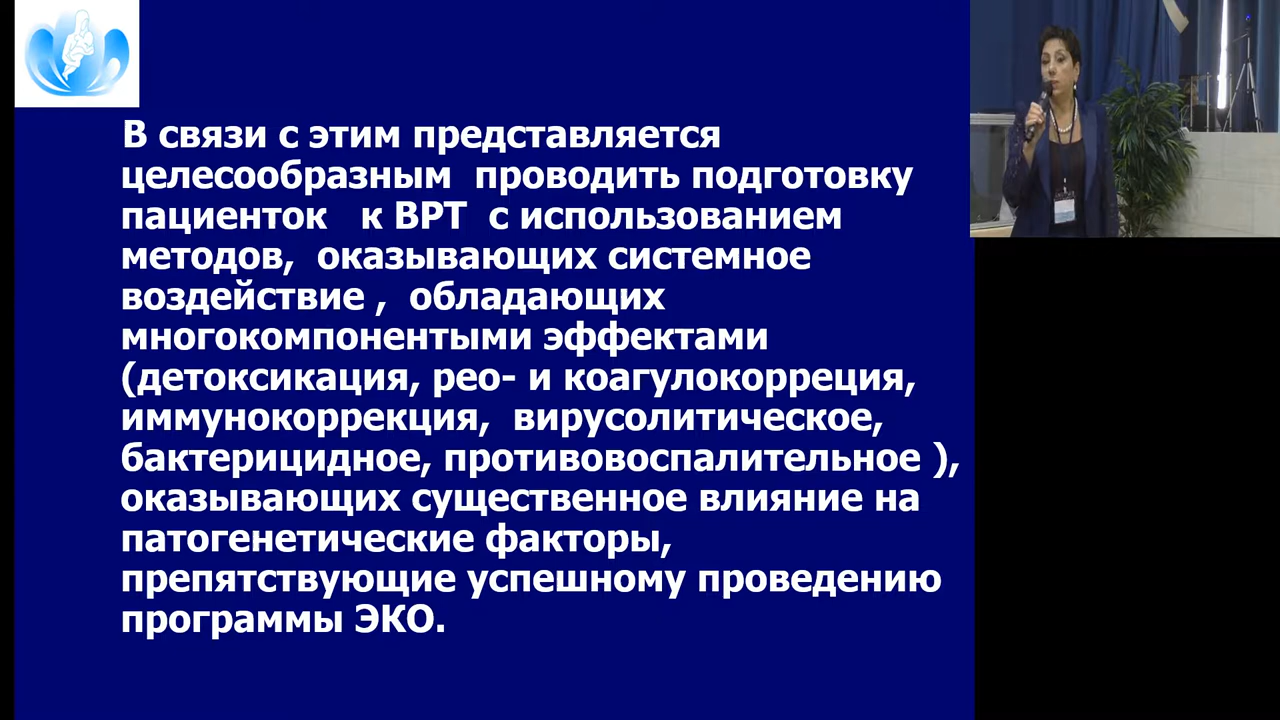 В связи с этим представляется
целесообразным проводить подготовку
пациенток к ВРТ с использованием
методов, оказывающих системное
воздействие , обладающих
многокомпонентыми эффектами
(детоксикация, рео- и коагулокорреция,
иммунокоррекция, вирусолитическое,
бактерицидное, противовоспалительное ),
оказывающих существенное влияние на
патогенетические факторы,
препятствующие успешному проведению
программы ЭКО.